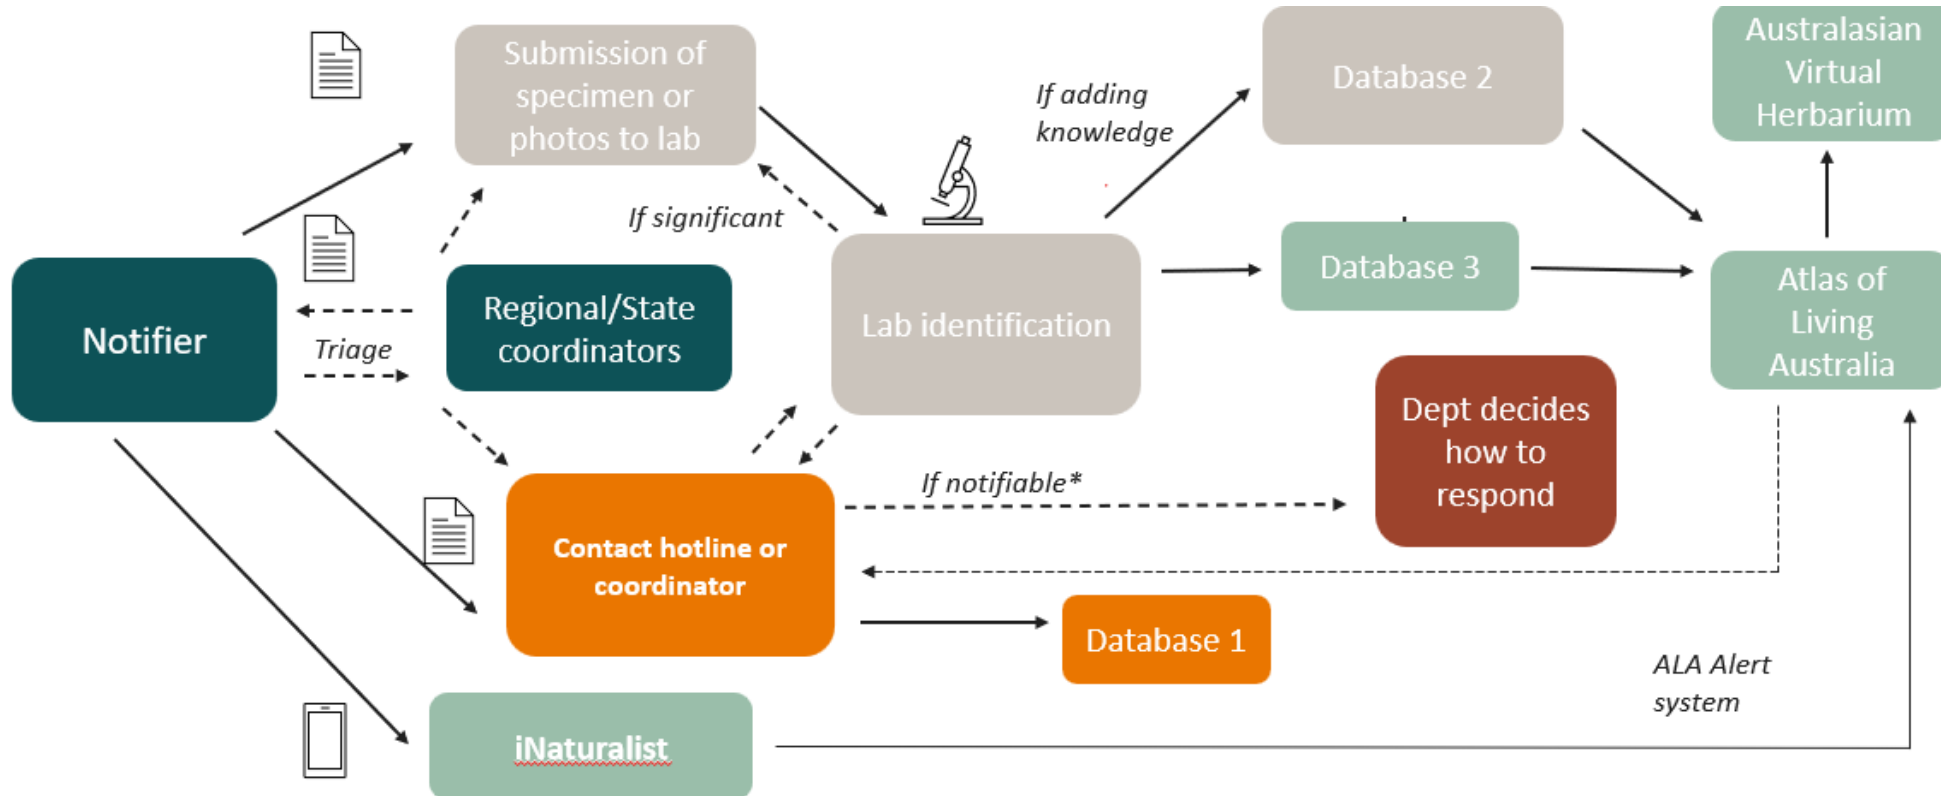 Submission of
specimen or
photos to lab
If adding
knowledge
Database 2
Australasian
Virtual
Herbarium
If significant
Notifier
Triage
Regional/State
coordinators
Lab identification
Database 3
Atlas of
Living
Australia
Dept decides
how to
respond
If notifiable*
Contact hotline or
coordinator
Database 1
iNaturalist
ALA Alert
system